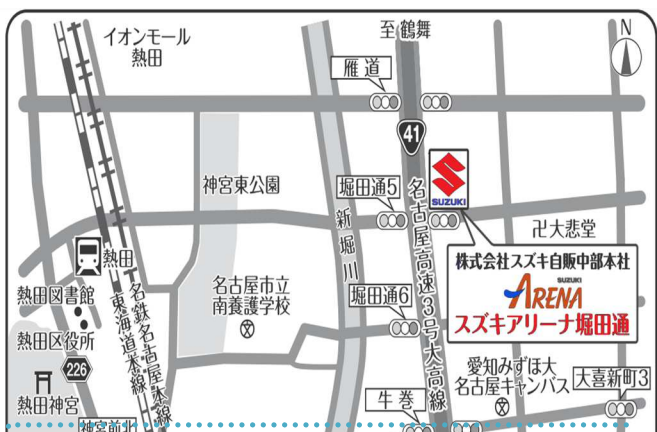 イオンモール
熱田
至鶴舞
N
雁道
41
SUZUKI
神宮東公園
堀田通5
名古屋高速3号大高線
新堀川
卍大悲堂
熱田
株式会社スズキ自販中部本社
SUZUKI
ARENA
スズキアリーナ堀田通
熱田図書館
名古屋市立
南養護学校
文
堀田通6
東海道本線
名鉄名古屋本線
熱田区役所
226
愛知みずほ大
名古屋キャンパス
文
大喜新町3
熱田神宮
牛巻
神宮前北